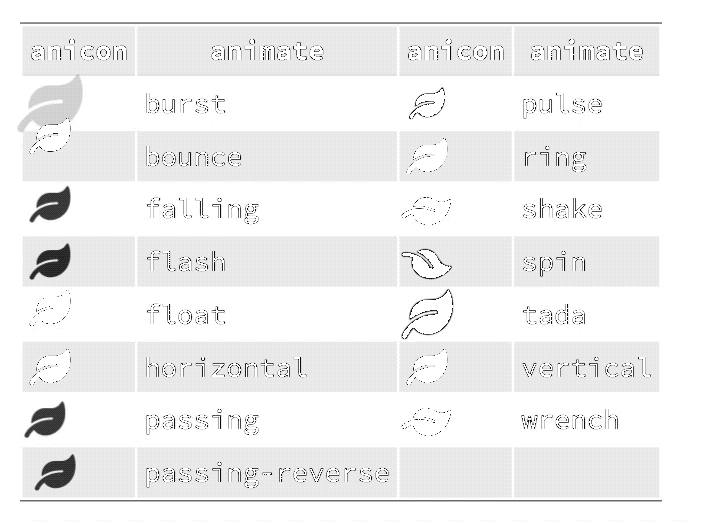 anicon animate anicon animate
burst pulse
bounce ring
falling shake
flash spin
float tada
horizontal vertical
passing wrench
passing-reverse